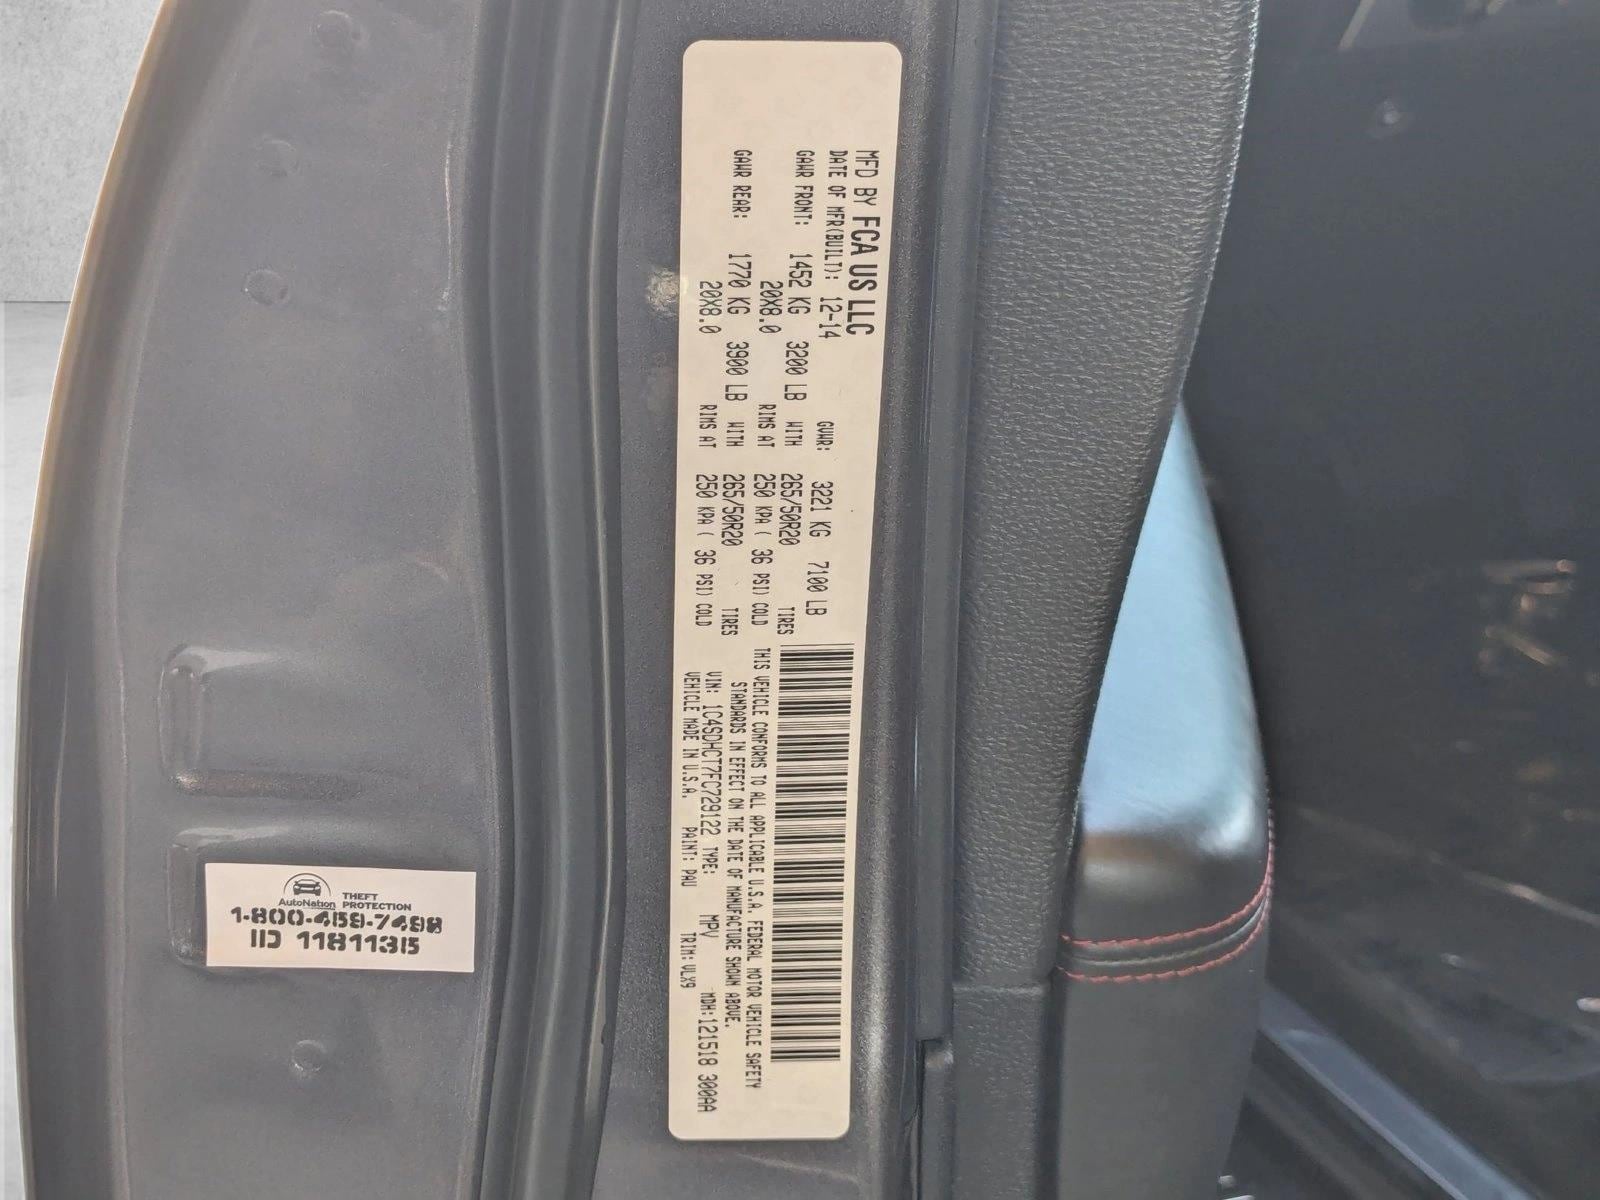 MFD BY FCA US LLC
DATE OF MFR(BUILT): 12-14 GVWR: 3221 KG 7100 LB
GAWR FRONT: 1452 KG 3200 LB WITH 265/50R20 TIRES
20X8.0 RIMS AT 250 KPA ( 36 PSI) COLD
GAWR REAR: 1770 KG 3900 LB WITH 265/50R20 TIRES
20X8.0 RIMS AT 250 KPA ( 36 PSI) COLD
THIS VEHICLE CONFORMS TO ALL APPLICABLE U.S.A. FEDERAL MOTOR VEHICLE SAFETY
STANDARDS IN EFFECT ON THE DATE OF MANUFACTURE SHOWN ABOVE.
VIN: 1C4SDHCT7FC729122 TYPE: MPV MDH:121518 300AA
VEHICLE MADE IN U.S.A. PAINT: PAU TRIM: VLX9
AutoNation THEFT PROTECTION
1-800-459-7498
ID 11811315